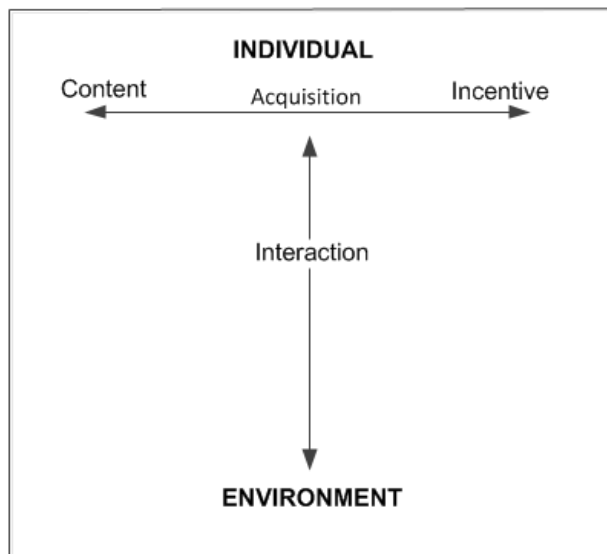 INDIVIDUAL
Content Acquisition Incentive
Interaction
ENVIRONMENT